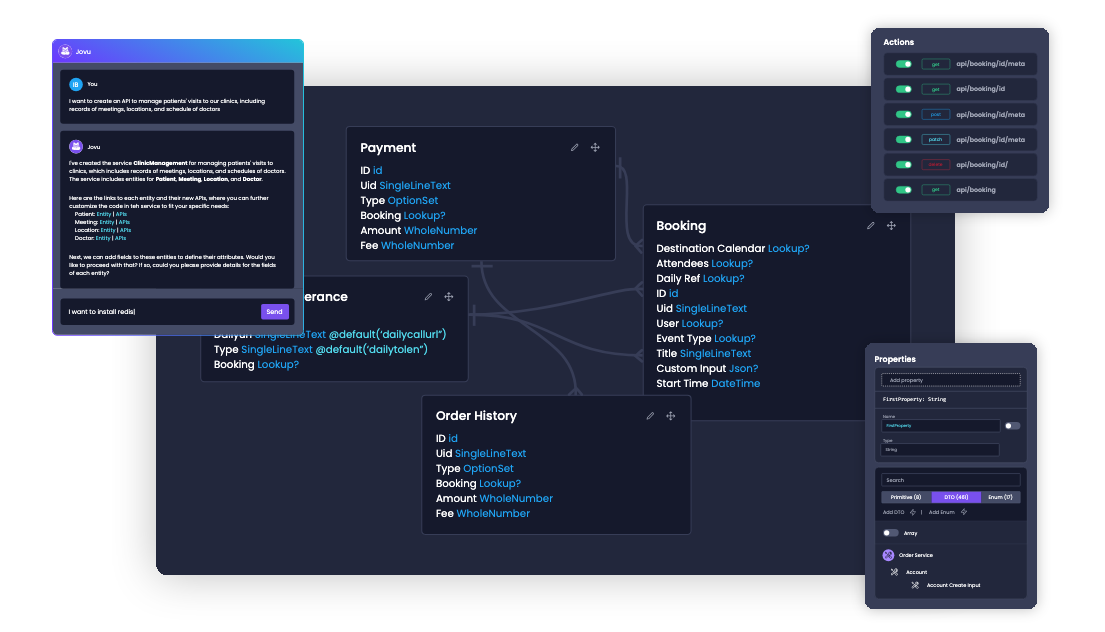 Jovu
IB
You
I want to create an API to manage patients' visits to our clinics, including
records of meetings, locations, and schedule of doctors
Jovu
I've created the service ClinicManagement for managing patients' visits to
clinics, which includes records of meetings, locations, and schedules of doctors.
The service includes entities for Patient, Meeting, Location, and Doctor.
Here are the links to each entity and their new APIs, where you can further
customize the code in teh service to fit your specific needs:
Patient: Entity | APIs
Meeting: Entity | APIs
Location: Entity | APIs
Doctor: Entity | APIs
Next, we can add fields to these entities to define their attributes. Would you
like to proceed with that? If so, could you please provide details for the fields
of each entity?
I want to install redis
Send
Payment
ID id
Uid SingleLineText
Type OptionSet
Booking Lookup?
Amount WholeNumber
Fee WholeNumber
erance
SingleLineText @default('dailycallurl")
Type SingleLineText @default('dailytolen")
Booking Lookup?
Order History
ID id
Uid SingleLineText
Type OptionSet
Booking Lookup?
Amount WholeNumber
Fee WholeNumber
Booking
Destination Calendar Lookup?
Attendees Lookup?
Daily Ref Lookup?
ID id
Uid SingleLineText
User Lookup?
Event Type Lookup?
Title SingleLineText
Custom Input Json?
Start Time DateTime
Actions
get api/booking/id/meta
get api/booking/id
post api/booking/id/meta
patch api/booking/id/meta
api/booking/id/
get api/booking
Properties
Add property
FirstProperty: String
Name
FirstProperty
Type
String
Search
Primitive (8) DTO (461) Enum (17)
Add DTO | Add Enum
Array
Order Service
Account
Account Create Input